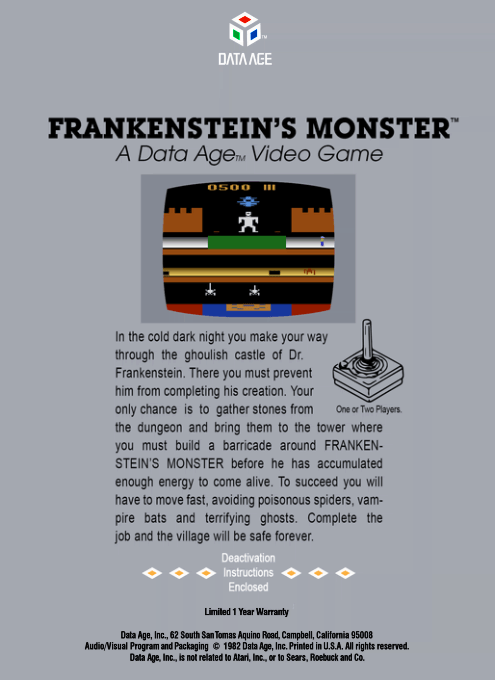 TM
DATA AGE
FRANKENSTEIN'S MONSTER™
A Data Age™ Video Game
0500
In the cold dark night you make your way
through the ghoulish castle of Dr.
Frankenstein. There you must prevent
him from completing his creation. Your
only chance is to gather stones from
the dungeon and bring them to the tower where
you must build a barricade around FRANKEN-
STEIN'S MONSTER before he has accumulated
enough energy to come alive. To succeed you will
have to move fast, avoiding poisonous spiders, vam-
pire bats and terrifying ghosts. Complete the
job and the village will be safe forever.
One or Two Players.
Deactivation
Instructions
Enclosed
Limited 1 Year Warranty
Data Age, Inc., 62 South San Tomas Aquino Road, Campbell, California 95008
Audio/Visual Program and Packaging © 1982 Data Age, Inc. Printed in U.S.A. All rights reserved.
Data Age, Inc., is not related to Atari, Inc., or to Sears, Roebuck and Co.